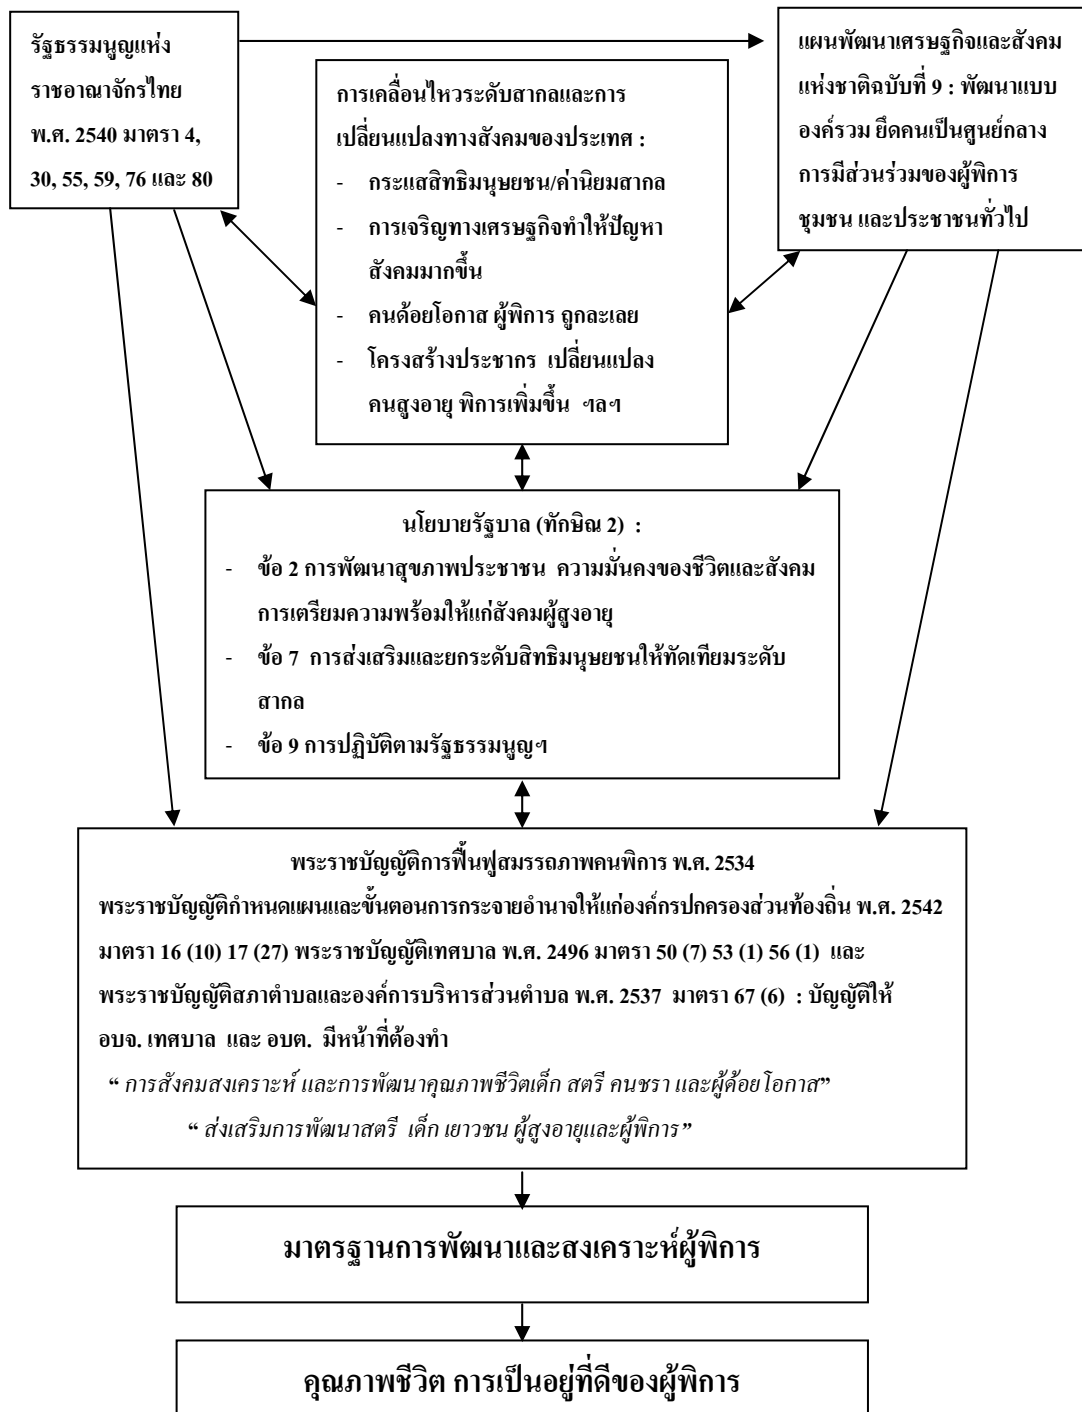 รัฐธรรมนูญแห่ง
ราชอาณาจักรไทย
พ.ศ. 2540 มาตรา 4,
30, 55, 59, 76 และ 80
การเคลื่อนไหวระดับสากลและการ
เปลี่ยนแปลงทางสังคมของประเทศ :
- กระแสสิทธิมนุษยชน/ค่านิยมสากล
- การเจริญทางเศรษฐกิจทำให้ปัญหา
สังคมมากขึ้น
- คนด้อยโอกาส ผู้พิการ ถูกละเลย
- โครงสร้างประชากร เปลี่ยนแปลง
คนสูงอายุ พิการเพิ่มขึ้น ฯลฯ
แผนพัฒนาเศรษฐกิจและสังคม
แห่งชาติฉบับที่ 9 : พัฒนาแบบ
องค์รวม ยึดคนเป็นศูนย์กลาง
การมีส่วนร่วมของผู้พิการ
ชุมชน และประชาชนทั่วไป
นโยบายรัฐบาล (ทักษิณ 2) :
- ข้อ 2 การพัฒนาสุขภาพประชาชน ความมั่นคงของชีวิตและสังคม
การเตรียมความพร้อมให้แก่สังคมผู้สูงอายุ
- ข้อ 7 การส่งเสริมและยกระดับสิทธิมนุษยชนให้ทัดเทียมระดับ
สากล
- ข้อ 9 การปฏิบัติตามรัฐธรรมนูญฯ
พระราชบัญญัติการฟื้นฟูสมรรถภาพคนพิการ พ.ศ. 2534
พระราชบัญญัติกำหนดแผนและขั้นตอนการกระจายอำนาจให้แก่องค์กรปกครองส่วนท้องถิ่น พ.ศ. 2542
มาตรา 16 (10) 17 (27) พระราชบัญญัติเทศบาล พ.ศ. 2496 มาตรา 50 (7) 53 (1) 56 (1) และ
พระราชบัญญัติสภาตำบลและองค์การบริหารส่วนตำบล พ.ศ. 2537 มาตรา 67 (6) : บัญญัติให้
อบจ. เทศบาล และ อบต. มีหน้าที่ต้องทำ
“ การสังคมสงเคราะห์ และการพัฒนาคุณภาพชีวิตเด็ก สตรี คนชรา และผู้ด้อยโอกาส”
“ ส่งเสริมการพัฒนาสตรี เด็ก เยาวชน ผู้สูงอายุและผู้พิการ”
มาตรฐานการพัฒนาและสงเคราะห์ผู้พิการ
คุณภาพชีวิต การเป็นอยู่ที่ดีของผู้พิการ